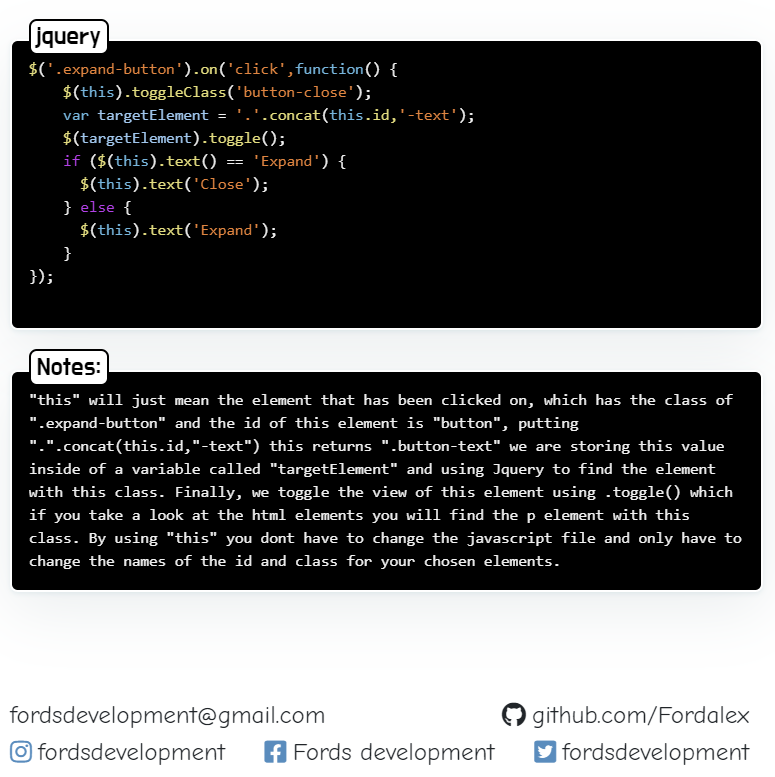 jquery
$('.expand-button').on('click',function() {
    $(this).toggleClass('button-close');
    var targetElement = '.'.concat(this.id,'-text');
    $(targetElement).toggle();
    if ($(this).text() == 'Expand') {
      $(this).text('Close');
    } else {
      $(this).text('Expand');
    }
});
Notes:
"this" will just mean the element that has been clicked on, which has the class of
".expand-button" and the id of this element is "button", putting
".".concat(this.id,"-text") this returns ".button-text" we are storing this value
inside of a variable called "targetElement" and using Jquery to find the element
with this class. Finally, we toggle the view of this element using .toggle() which
if you take a look at the html elements you will find the p element with this
class. By using "this" you dont have to change the javascript file and only have to
change the names of the id and class for your chosen elements.
fordsdevelopment@gmail.com github.com/Fordalex
fordsdevelopment Fords development fordsdevelopment